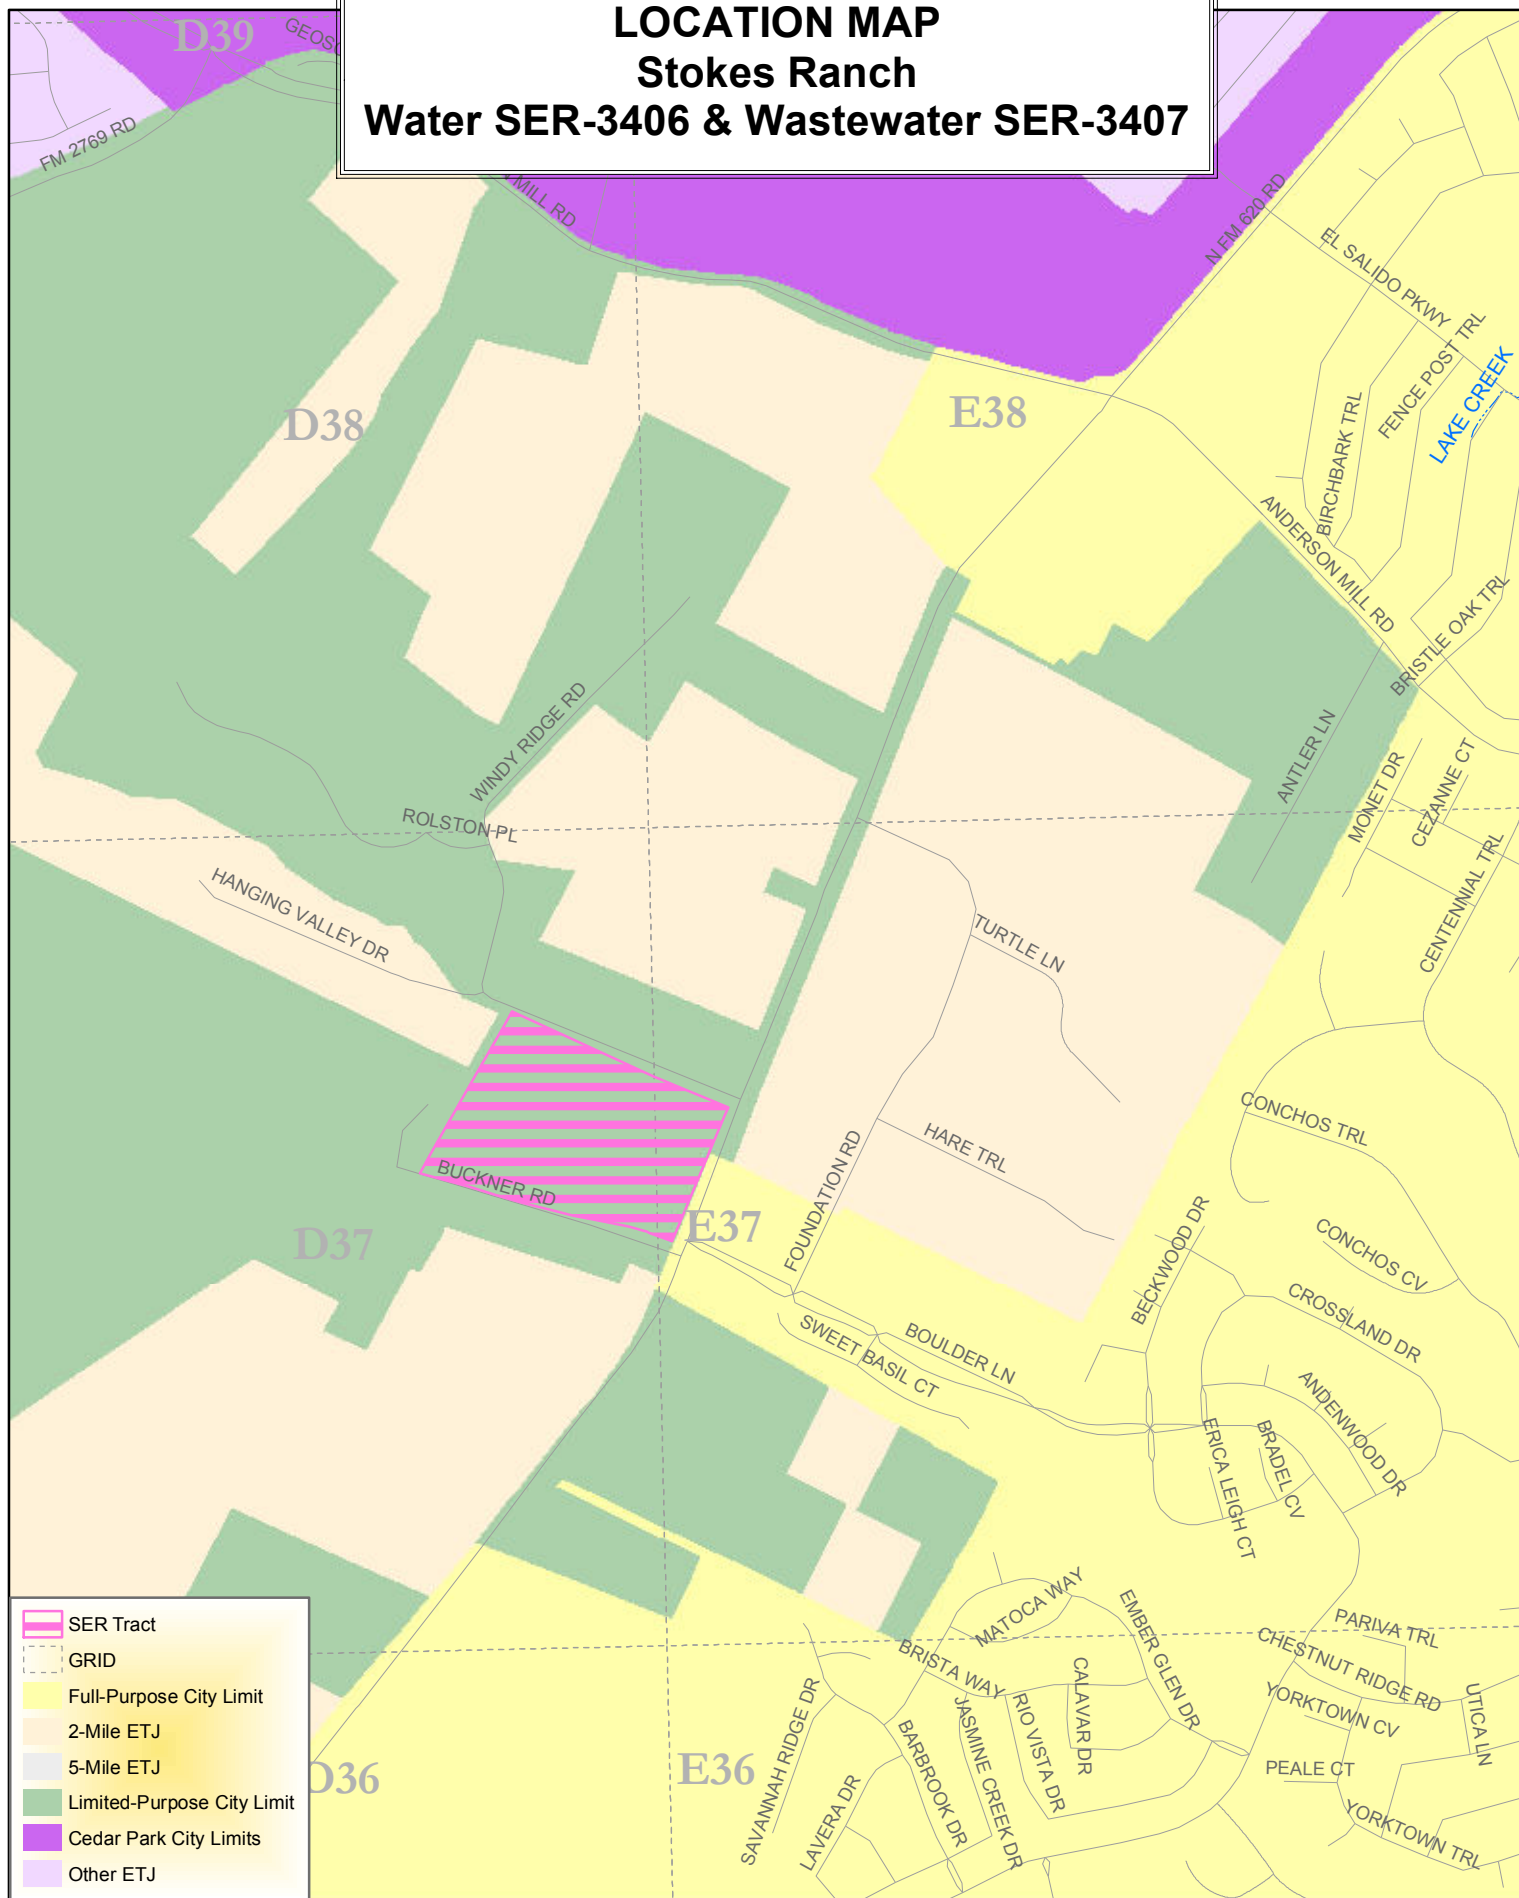 LOCATION MAP
Stokes Ranch
Water SER-3406 & Wastewater SER-3407
D39
FM 2769 RD
MILL RD
N FM 620 RD
EL SALIDO PKWY
FENCE POST TRL
LAKE CREEK
BIRCHBARK TRL
D38
E38
ANDERSON MILL RD
BRISTLE OAK TRL
WINDY RIDGE RD
ROLSTON PL
ANTLER LN
MONET DR
CEZANNE CT
CENTENNIAL TRL
HANGING VALLEY DR
TURTLE LN
CONCHOS TRL
HARE TRL
FOUNDATION RD
BUCKNER RD
D37
E37
BECKWOOD DR
CONCHOS CV
CROSSLAND DR
SWEET BASIL CT
BOULDER LN
ANDENWOOD DR
ERICA LEIGH CT
BRADEL CV
MATOCA WAY
EMBER GLEN DR
PARIVA TRL
CHESTNUT RIDGE RD
BRISTA WAY
CALAVAR DR
RIO VISTA DR
JASMINE CREEK DR
YORKTOWN CV
UTICA LN
SAVANNAH RIDGE DR
BARBROOK DR
LAVERA DR
PEALE CT
YORKTOWN TRL
D36
E36
SER Tract
GRID
Full-Purpose City Limit
2-Mile ETJ
5-Mile ETJ
Limited-Purpose City Limit
Cedar Park City Limits
Other ETJ